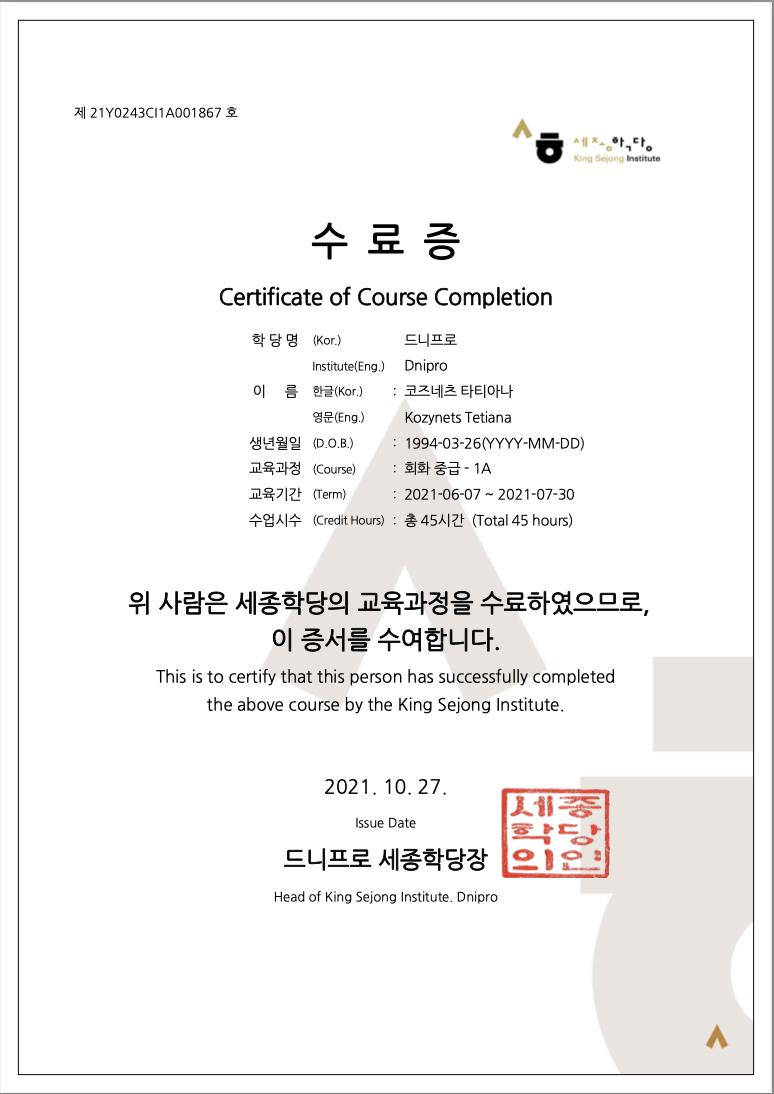 제 21Y0243CI1A001867 호
세종학당
King Sejong Institute
수 료 증
Certificate of Course Completion
학 당 명 (Kor.) 드니프로
Institute(Eng.) Dnipro
이 름 한글(Kor.) : 코즈네츠 타티아나
영문(Eng.) Kozynets Tetiana
생년월일 (D.O.B.) : 1994-03-26(YYYY-MM-DD)
교육과정 (Course) : 회화 중급 - 1A
교육기간 (Term) : 2021-06-07 ~ 2021-07-30
수업시수 (Credit Hours) : 총 45시간 (Total 45 hours)
위 사람은 세종학당의 교육과정을 수료하였으므로,
이 증서를 수여합니다.
This is to certify that this person has successfully completed
the above course by the King Sejong Institute.
2021. 10. 27.
Issue Date
드니프로 세종학당장
Head of King Sejong Institute. Dnipro
세종
학당
의인